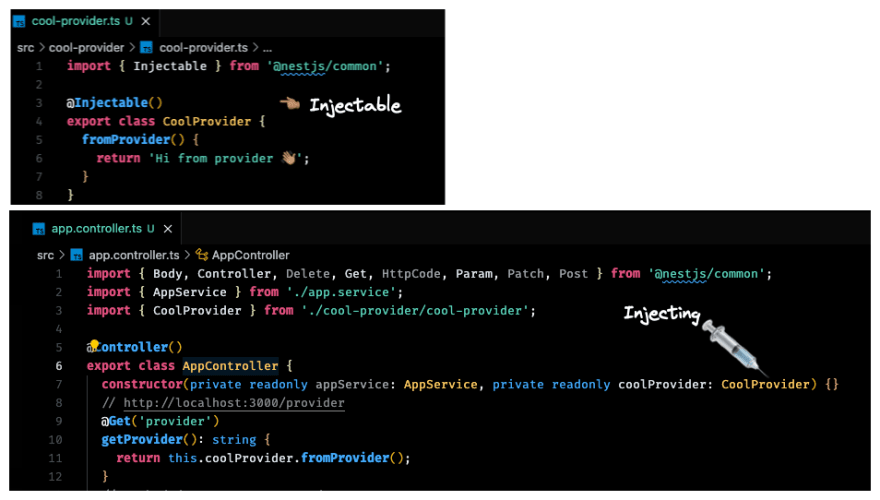 cool-provider.ts U ×
src > cool-provider > TS cool-provider.ts > ...
1 import { Injectable } from '@nestjs/common';
2
3 @Injectable() 👈🏽 Injectable
4 export class CoolProvider {
5 fromProvider() {
6 return 'Hi from provider 👋🏽';
7 }
8 }
TS app.controller.ts U ×
src > TS app.controller.ts > AppController
1 import { Body, Controller, Delete, Get, HttpCode, Param, Patch, Post } from '@nestjs/common';
2 import { AppService } from './app.service';
3 import { CoolProvider } from './cool-provider/cool-provider';
Injecting
4
5 @Controller()
6 export class AppController {
7 constructor(private readonly appService: AppService, private readonly coolProvider: CoolProvider) {}
8 // http://localhost:3000/provider
9 @Get('provider')
10 getProvider(): string {
11 return this.coolProvider.fromProvider();
12 }